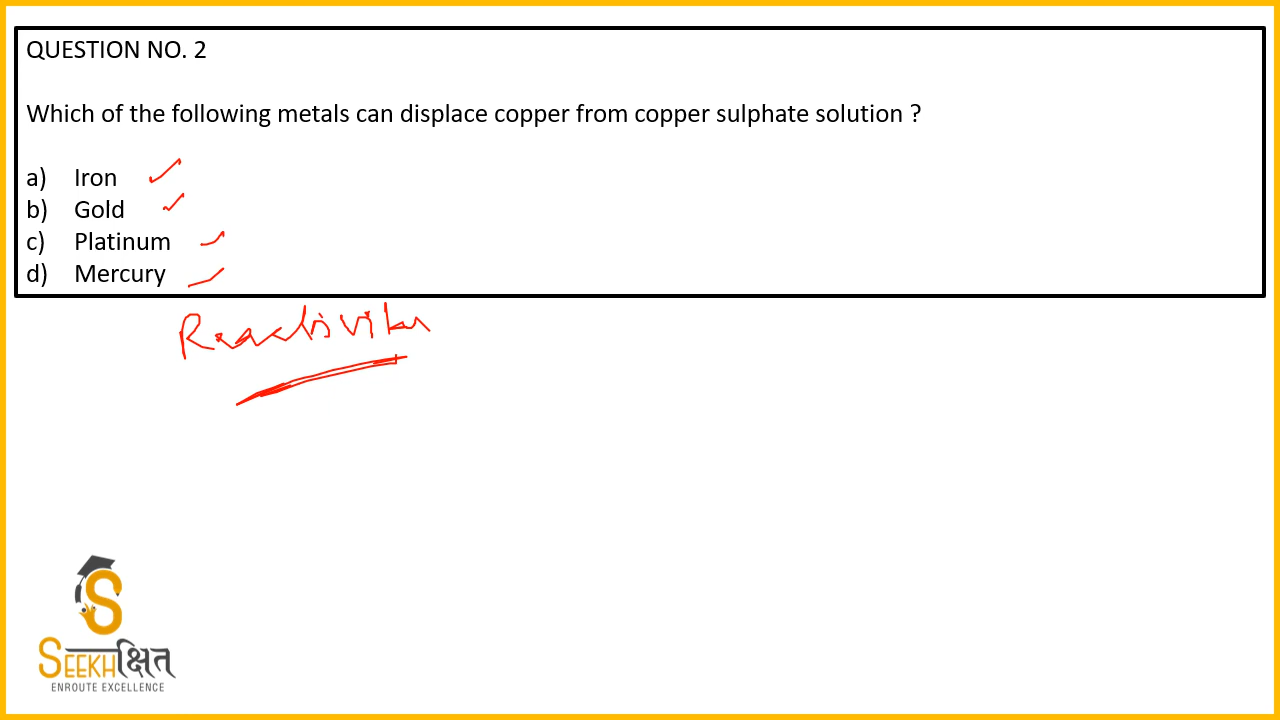 QUESTION NO. 2
Which of the following metals can displace copper from copper sulphate solution ?
a) Iron
b) Gold
c) Platinum
d) Mercury
SEEKHक्षित
ENROUTE EXCELLENCE